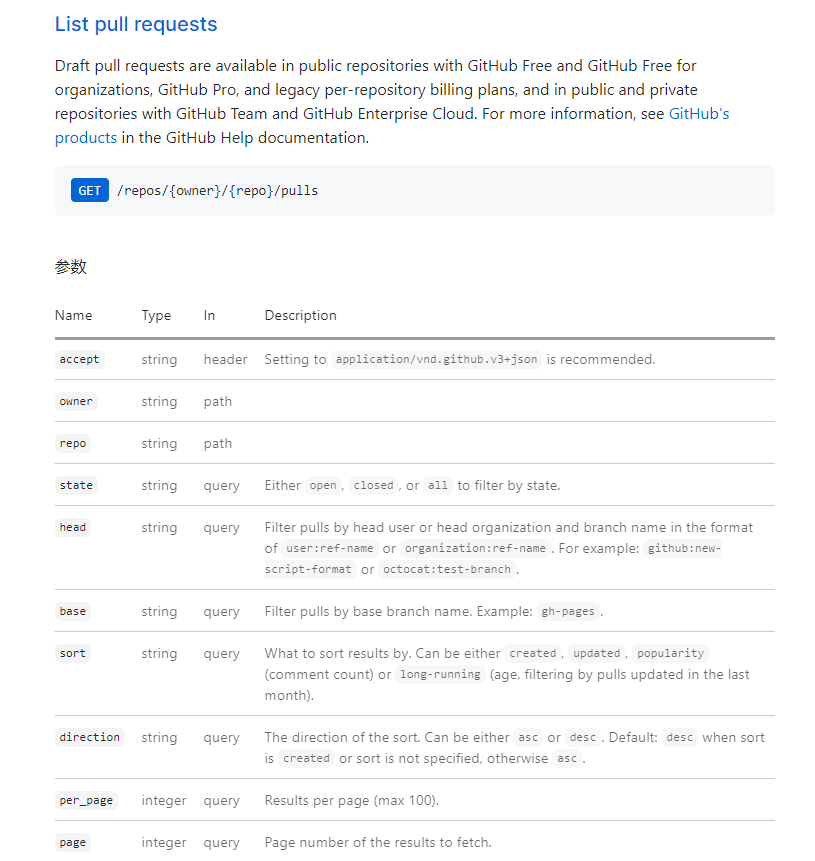 List pull requests
Draft pull requests are available in public repositories with GitHub Free and GitHub Free for
organizations, GitHub Pro, and legacy per-repository billing plans, and in public and private
repositories with GitHub Team and GitHub Enterprise Cloud. For more information, see GitHub's
products in the GitHub Help documentation.
GET /repos/{owner}/{repo}/pulls
参数
Name Type In Description
accept string header Setting to application/vnd.github.v3+json is recommended.
owner string path
repo string path
state string query Either open, closed, or all to filter by state.
head string query Filter pulls by head user or head organization and branch name in the format
of user:ref-name or organization:ref-name. For example: github:new-
script-format or octocat:test-branch.
base string query Filter pulls by base branch name. Example: gh-pages.
sort string query What to sort results by. Can be either created, updated, popularity
(comment count) or long-running (age, filtering by pulls updated in the last
month).
direction string query The direction of the sort. Can be either asc or desc. Default: desc when sort
is created or sort is not specified, otherwise asc.
per_page integer query Results per page (max 100).
page integer query Page number of the results to fetch.